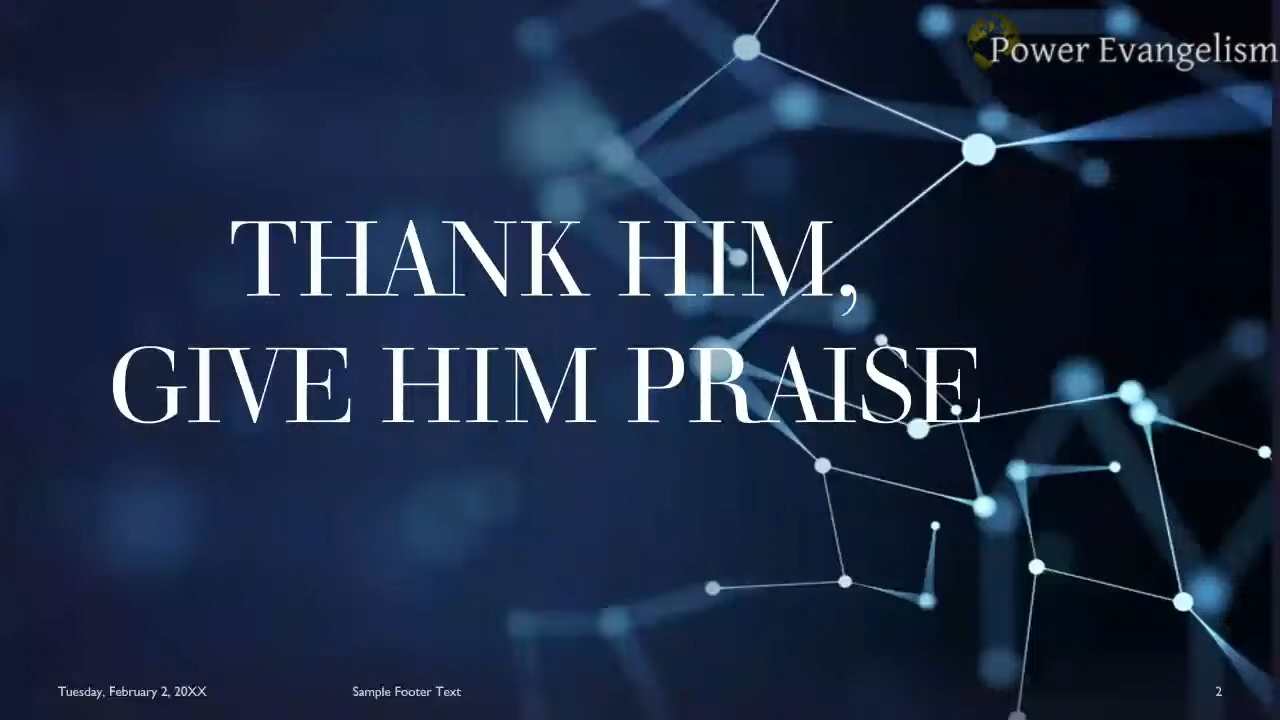 Power Evangelism
THANK HIM,
GIVE HIM PRAISE
Tuesday, February 2, 20XX
Sample Footer Text
2